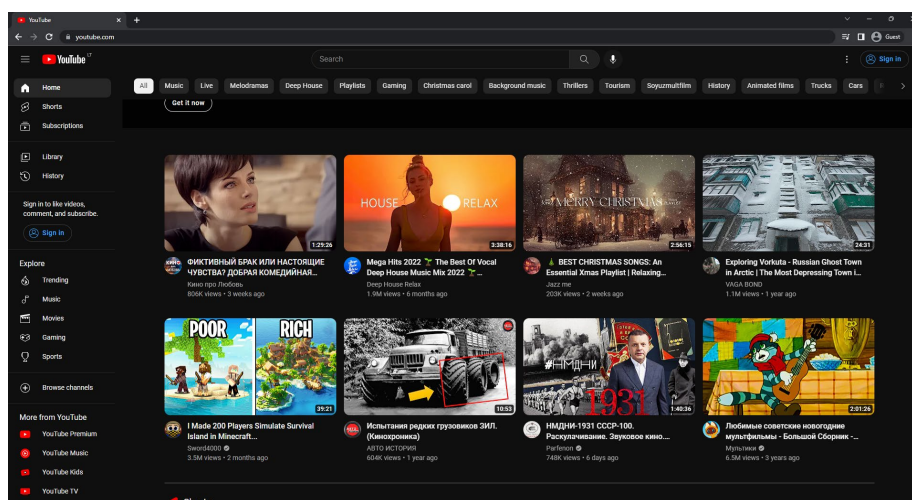 YouTube
youtube.com
Guest
YouTube LT
Search
Sign in
Home
Shorts
Subscriptions
Library
History
Sign in to like videos,
comment, and subscribe.
Sign in
Explore
Trending
Music
Movies
Gaming
Sports
Browse channels
More from YouTube
YouTube Premium
YouTube Music
YouTube Kids
YouTube TV
All Music Live Melodramas Deep House Playlists Gaming Christmas carol Background music Thrillers Tourism Soyuzmultfilm History Animated films Trucks Cars
Get it now
1:29:26
ФИКТИВНЫЙ БРАК ИЛИ НАСТОЯЩИЕ
ЧУВСТВА? ДОБРАЯ КОМЕДИЙНАЯ...
Кино про Любовь
806K views • 3 weeks ago
HOUSE RELAX
3:38:16
Mega Hits 2022 🌴 The Best Of Vocal
Deep House Music Mix 2022 🌴 ...
Deep House Relax
1.9M views • 6 months ago
MERRY CHRISTMAS
2:56:15
🎄 BEST CHRISTMAS SONGS: An
Essential Xmas Playlist | Relaxing...
Jazz me
203K views • 2 weeks ago
24:31
Exploring Vorkuta - Russian Ghost Town
in Arctic | The Most Depressing Town i...
VAGA BOND
1.1M views • 1 year ago
POOR RICH
39:21
I Made 200 Players Simulate Survival
Island in Minecraft...
Sword4000
3.5M views • 2 months ago
10:53
Испытания редких грузовиков ЗИЛ.
(Кинохроника)
АВТО ИСТОРИЯ
604K views • 1 year ago
#НМДНИ
1931
1:40:36
НМДНИ-1931 СССР-100.
Раскулачивание. Звуковое кино....
Parfenon
748K views • 6 days ago
2:01:26
Любимые советские новогодние
мультфильмы - Большой Сборник -...
Мультики
6.5M views • 3 years ago